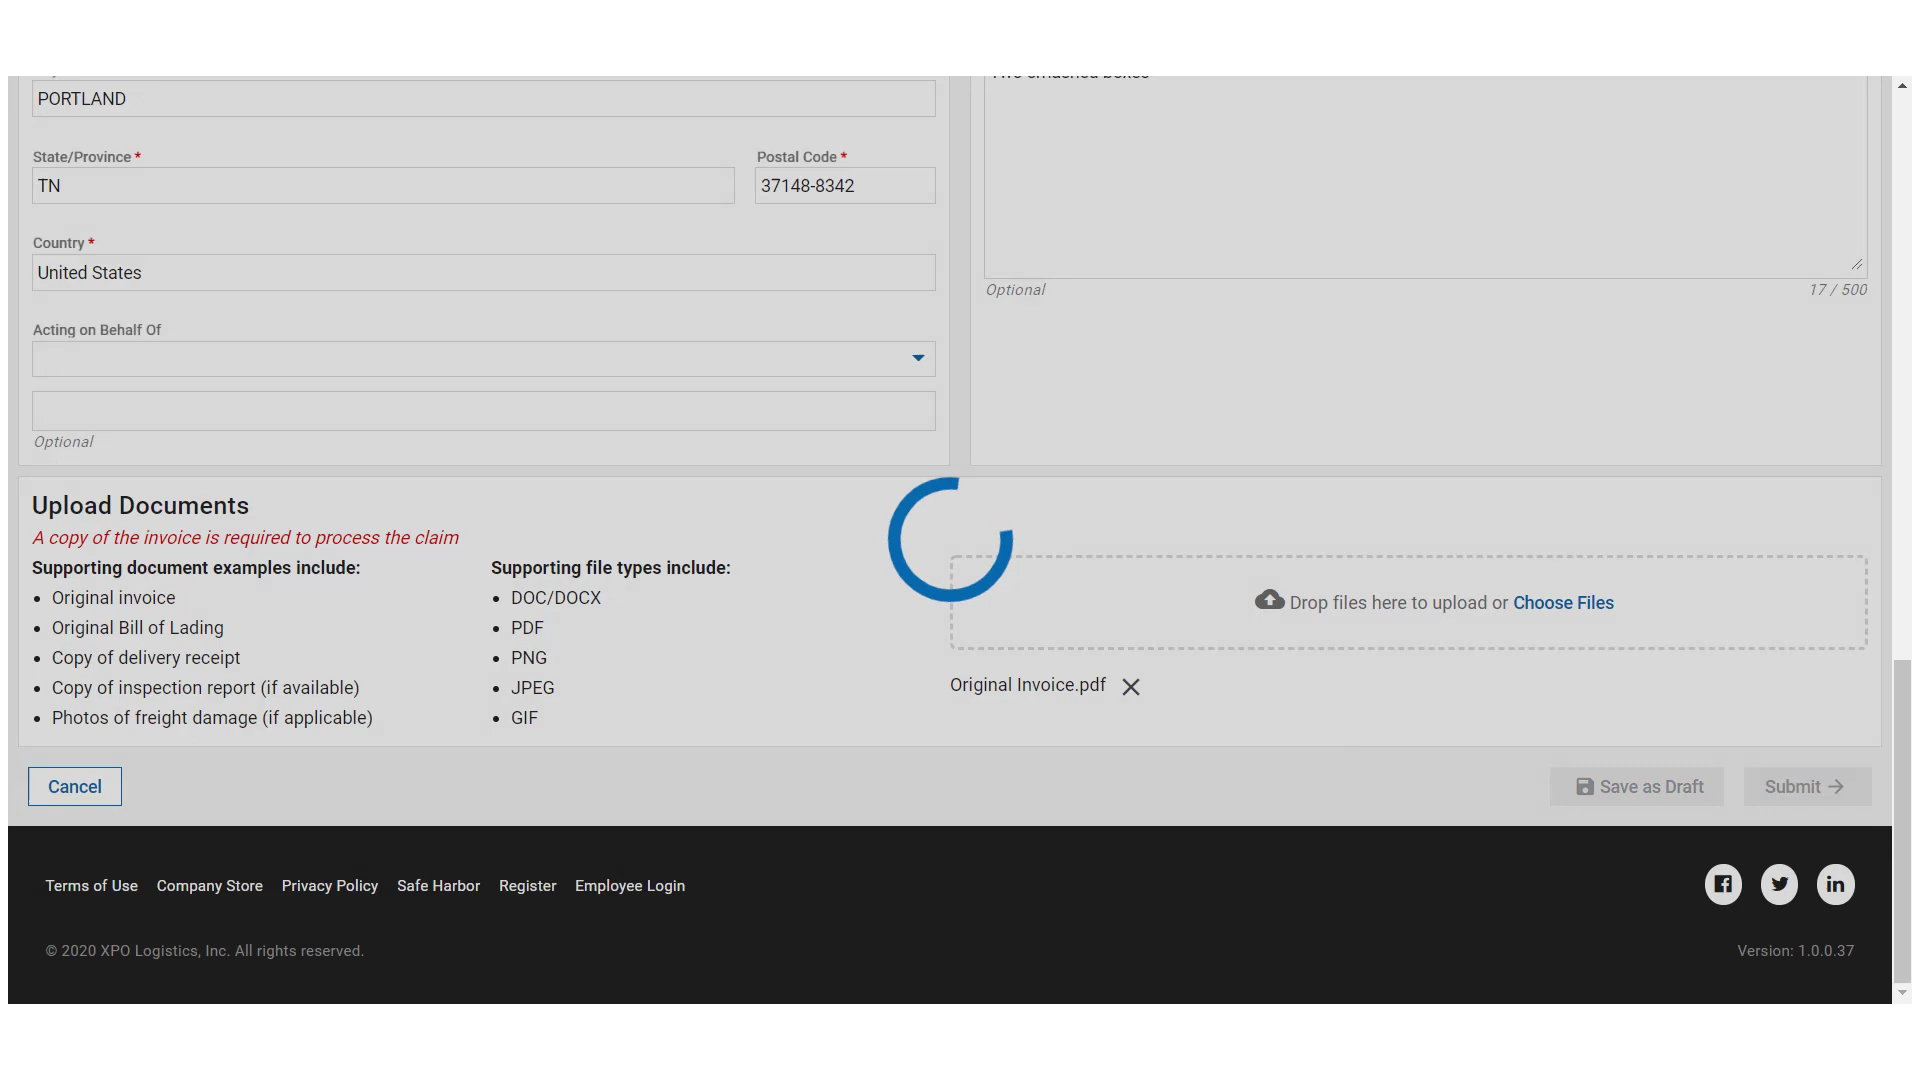 PORTLAND
State/Province *
Postal Code *
TN
37148-8342
Country *
United States
Acting on Behalf Of
Optional
Optional
17 / 500
Upload Documents
A copy of the invoice is required to process the claim
Supporting document examples include:
Original invoice
Original Bill of Lading
Copy of delivery receipt
Copy of inspection report (if available)
Photos of freight damage (if applicable)
Supporting file types include:
DOC/DOCX
PDF
PNG
JPEG
GIF
Drop files here to upload or Choose Files
Original Invoice.pdf
Cancel
Save as Draft
Submit
Terms of Use Company Store Privacy Policy Safe Harbor Register Employee Login
© 2020 XPO Logistics, Inc. All rights reserved.
Version: 1.0.0.37